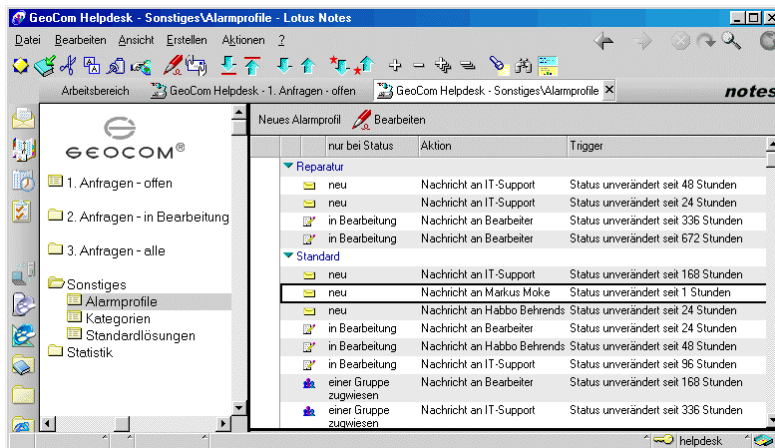 GeoCom Helpdesk - Sonstiges\Alarmprofile - Lotus Notes
Datei Bearbeiten Ansicht Erstellen Aktionen ?
Arbeitsbereich GeoCom Helpdesk - 1. Anfragen - offen GeoCom Helpdesk - Sonstiges\Alarmprofile notes
GEOCOM®
1. Anfragen - offen
2. Anfragen - in Bearbeitung
3. Anfragen - alle
Sonstiges
Alarmprofile
Kategorien
Standardlösungen
Statistik
Neues Alarmprofil Bearbeiten
nur bei Status Aktion Trigger
Reparatur
neu Nachricht an IT-Support Status unverändert seit 48 Stunden
neu Nachricht an IT-Support Status unverändert seit 24 Stunden
in Bearbeitung Nachricht an Bearbeiter Status unverändert seit 336 Stunden
in Bearbeitung Nachricht an Bearbeiter Status unverändert seit 672 Stunden
Standard
neu Nachricht an IT-Support Status unverändert seit 168 Stunden
neu Nachricht an Markus Moke Status unverändert seit 1 Stunden
neu Nachricht an Habbo Behrends Status unverändert seit 24 Stunden
in Bearbeitung Nachricht an Bearbeiter Status unverändert seit 24 Stunden
in Bearbeitung Nachricht an Habbo Behrends Status unverändert seit 48 Stunden
in Bearbeitung Nachricht an IT-Support Status unverändert seit 96 Stunden
einer Gruppe Nachricht an Bearbeiter Status unverändert seit 168 Stunden
zugwiesen
einer Gruppe Nachricht an IT-Support Status unverändert seit 336 Stunden
zugwiesen
helpdesk